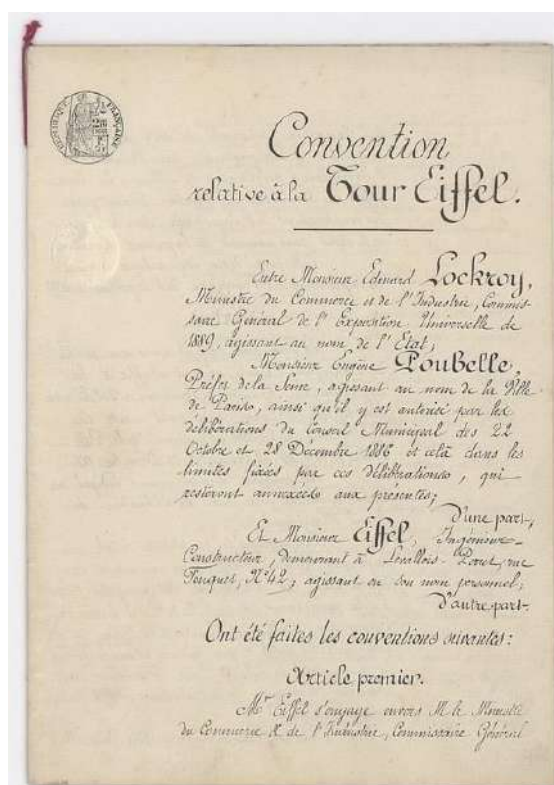 RÉPUBLIQUE FRANÇAISE
Convention
relative à la Tour Eiffel.
Entre Monsieur Edouard Lockroy,
Ministre du Commerce et de l'Industrie, Commis-
saire Général de l'Exposition Universelle de
1889, agissant au nom de l'Etat;
Monsieur Eugène Poubelle,
Préfet de la Seine, agissant au nom de la Ville
de Paris, ainsi qu'il y est autorisé par les
délibérations du Conseil Municipal des 22
Octobre et 28 Décembre 1886 et cela dans les
limites fixées par ces délibérations, qui
resteront annexées aux présentes;
D'une part;
Et Monsieur Eiffel, Ingénieur-
Constructeur, demeurant à Levallois-Perret, rue
Fouquet, N° 42; agissant en son nom personnel;
D'autre part.
Ont été faites les conventions suivantes:
Article premier.
Mr Eiffel s'engage envers M. le Ministre
du Commerce & de l'Industrie, Commissaire Général